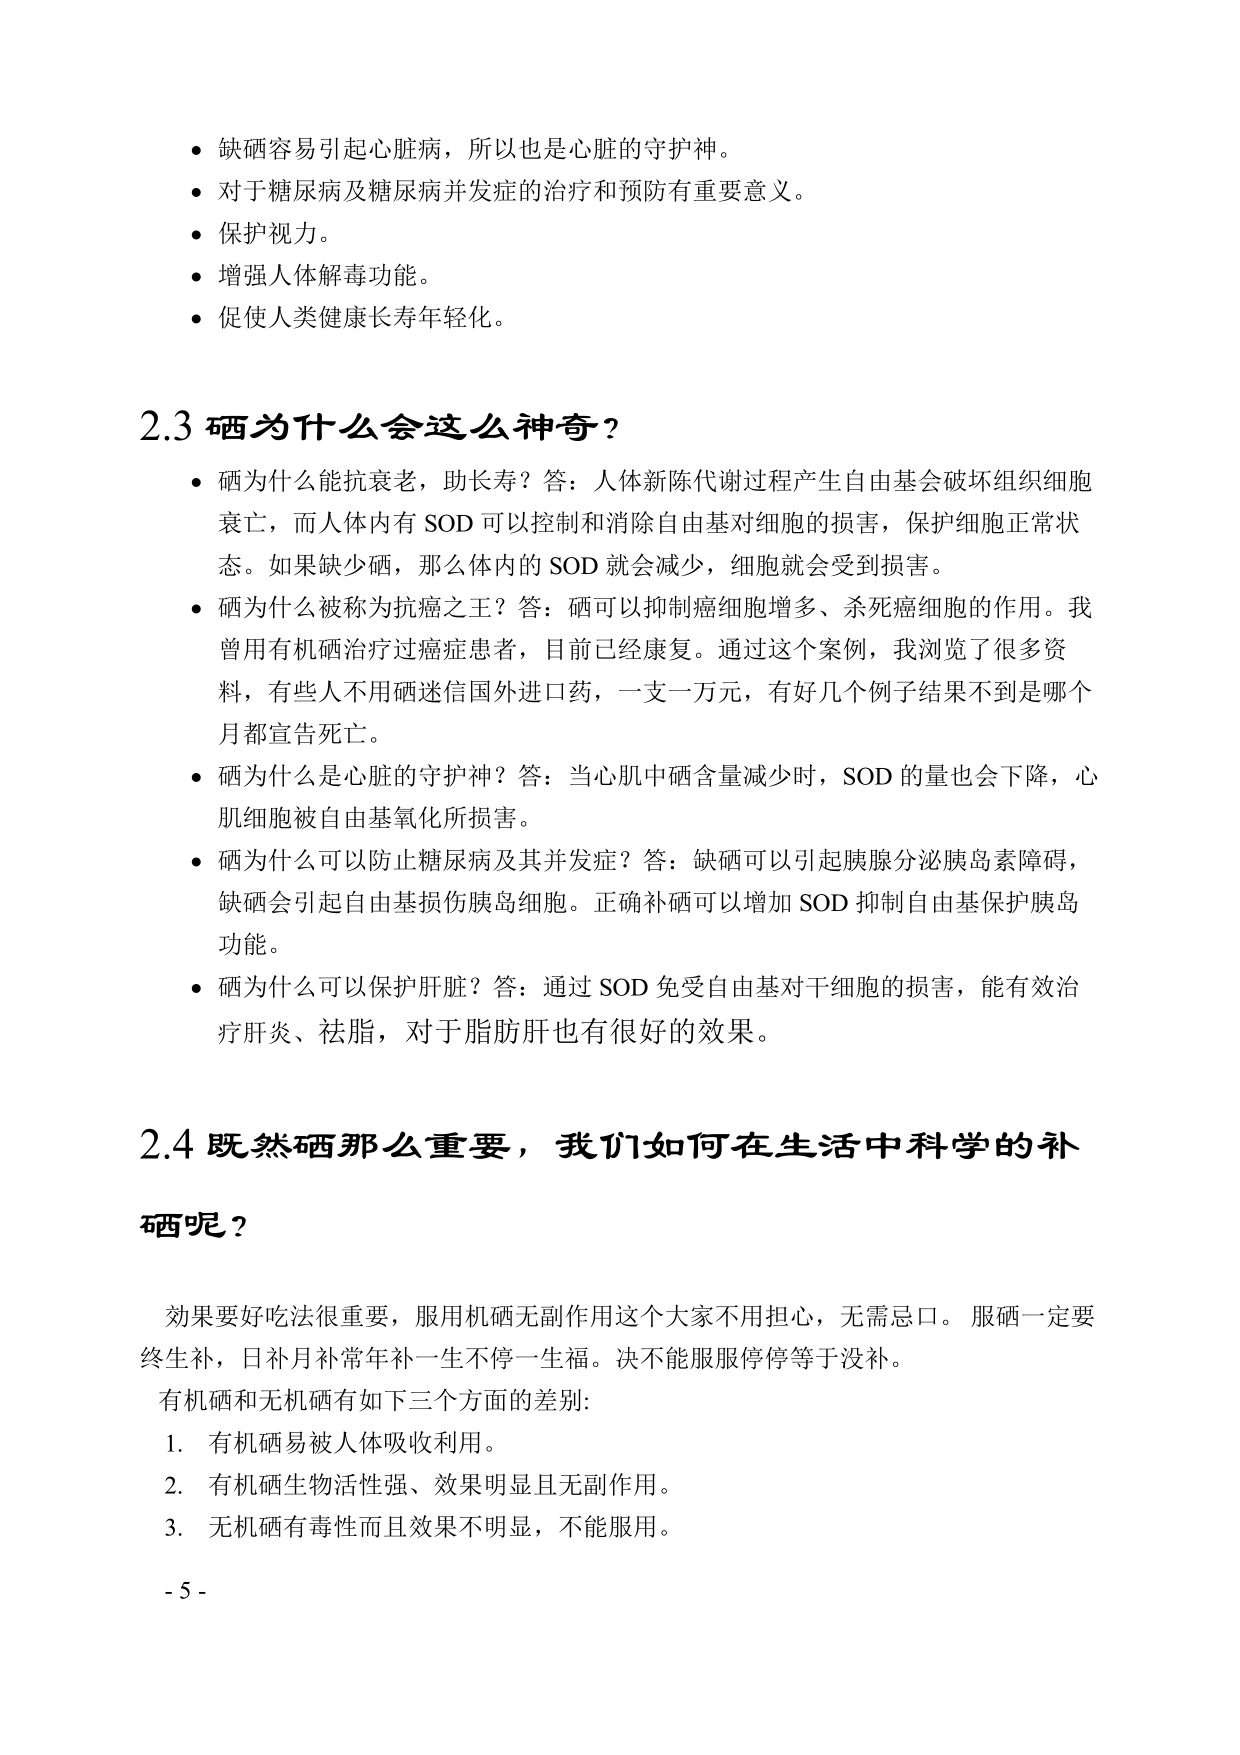 • 缺硒容易引起心脏病，所以也是心脏的守护神。
• 对于糖尿病及糖尿病并发症的治疗和预防有重要意义。
• 保护视力。
• 增强人体解毒功能。
• 促使人类健康长寿年轻化。
2.3 硒为什么会这么神奇?
• 硒为什么能抗衰老，助长寿？答：人体新陈代谢过程产生自由基会破坏组织细胞
衰亡，而人体内有 SOD 可以控制和消除自由基对细胞的损害，保护细胞正常状
态。如果缺少硒，那么体内的 SOD 就会减少，细胞就会受到损害。
• 硒为什么被称为抗癌之王？答：硒可以抑制癌细胞增多、杀死癌细胞的作用。我
曾用有机硒治疗过癌症患者，目前已经康复。通过这个案例，我浏览了很多资
料，有些人不用硒迷信国外进口药，一支一万元，有好几个例子结果不到是哪个
月都宣告死亡。
• 硒为什么是心脏的守护神？答：当心肌中硒含量减少时，SOD 的量也会下降，心
肌细胞被自由基氧化所损害。
• 硒为什么可以防止糖尿病及其并发症？答：缺硒可以引起胰腺分泌胰岛素障碍，
缺硒会引起自由基损伤胰岛细胞。正确补硒可以增加 SOD 抑制自由基保护胰岛
功能。
• 硒为什么可以保护肝脏？答：通过 SOD 免受自由基对干细胞的损害，能有效治
疗肝炎、祛脂，对于脂肪肝也有很好的效果。
2.4 既然硒那么重要，我们如何在生活中科学的补
硒呢?
效果要好吃法很重要，服用机硒无副作用这个大家不用担心，无需忌口。 服硒一定要
终生补，日补月补常年补一生不停一生福。决不能服服停停等于没补。
有机硒和无机硒有如下三个方面的差别:
1. 有机硒易被人体吸收利用。
2. 有机硒生物活性强、效果明显且无副作用。
3. 无机硒有毒性而且效果不明显，不能服用。
- 5 -